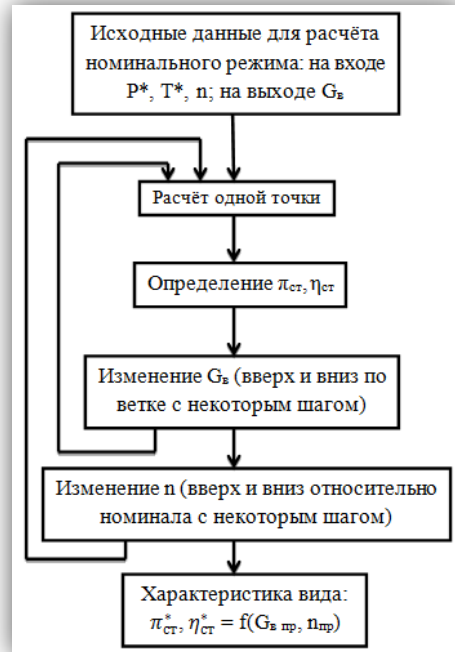 Исходные данные для расчёта
номинального режима: на входе
P*, T*, n; на выходе Gв
Расчёт одной точки
Определение πст, ηст
Изменение Gв (вверх и вниз по
ветке с некоторым шагом)
Изменение n (вверх и вниз относительно
номинала с некоторым шагом)
Характеристика вида:
π*ст, η*ст = f(Gв пр, nпр)